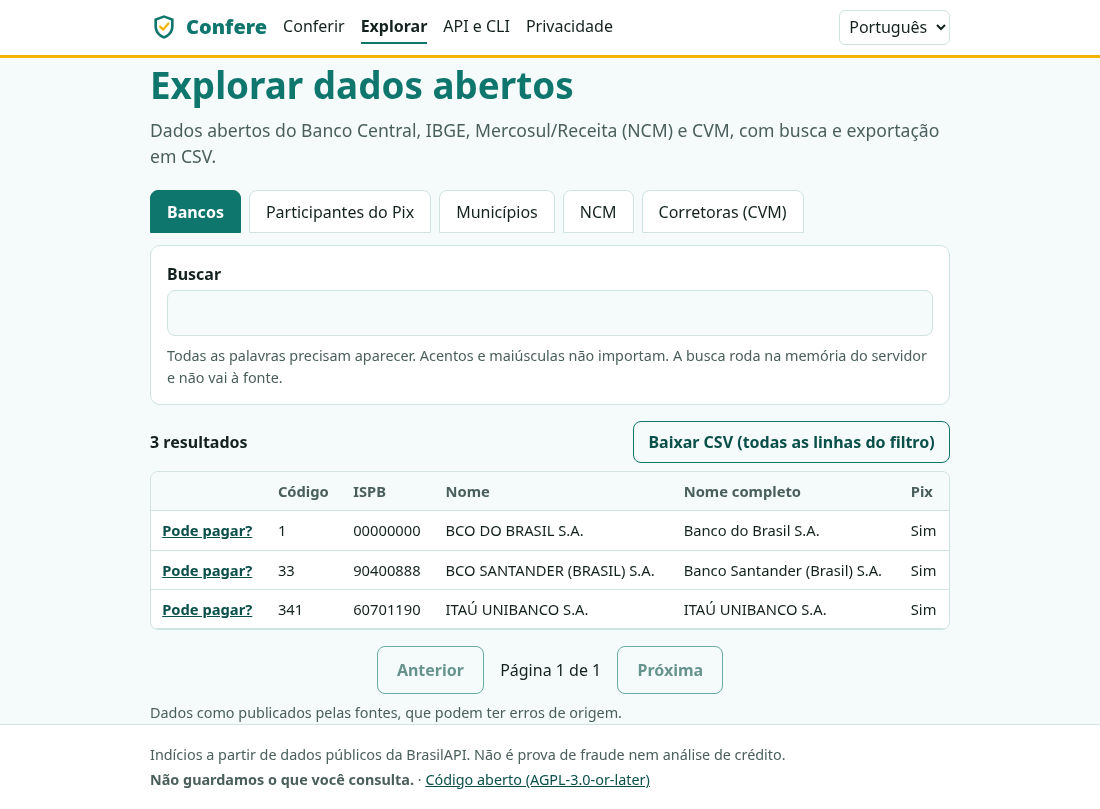 Confere Conferir Explorar API e CLI Privacidade Português
Explorar dados abertos
Dados abertos do Banco Central, IBGE, Mercosul/Receita (NCM) e CVM, com busca e exportação
em CSV.
Bancos Participantes do Pix Municípios NCM Corretoras (CVM)
Buscar
Todas as palavras precisam aparecer. Acentos e maiúsculas não importam. A busca roda na memória do servidor
e não vai à fonte.
3 resultados Baixar CSV (todas as linhas do filtro)
Código ISPB Nome Nome completo Pix
Pode pagar? 1 00000000 BCO DO BRASIL S.A. Banco do Brasil S.A. Sim
Pode pagar? 33 90400888 BCO SANTANDER (BRASIL) S.A. Banco Santander (Brasil) S.A. Sim
Pode pagar? 341 60701190 ITAÚ UNIBANCO S.A. ITAÚ UNIBANCO S.A. Sim
Anterior Página 1 de 1 Próxima
Dados como publicados pelas fontes, que podem ter erros de origem.
Indícios a partir de dados públicos da BrasilAPI. Não é prova de fraude nem análise de crédito.
Não guardamos o que você consulta. · Código aberto (AGPL-3.0-or-later)